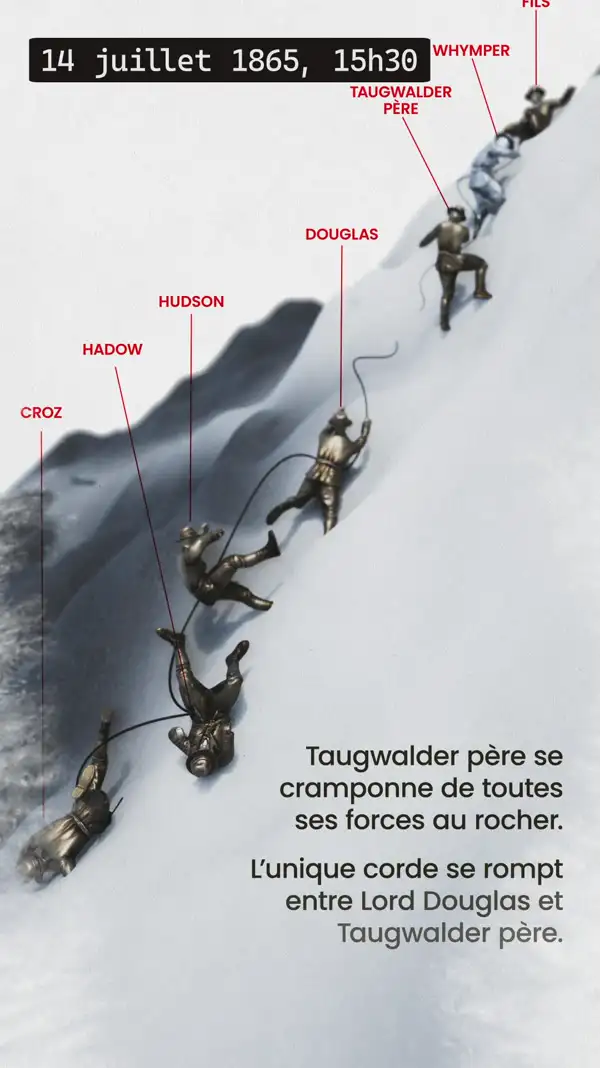 FILS
14 juillet 1865, 15h30
WHYMPER
TAUGWALDER
PÈRE
DOUGLAS
HUDSON
HADOW
CROZ
Taugwalder père se
cramponne de toutes
ses forces au rocher.
L’unique corde se rompt
entre Lord Douglas et
Taugwalder père.